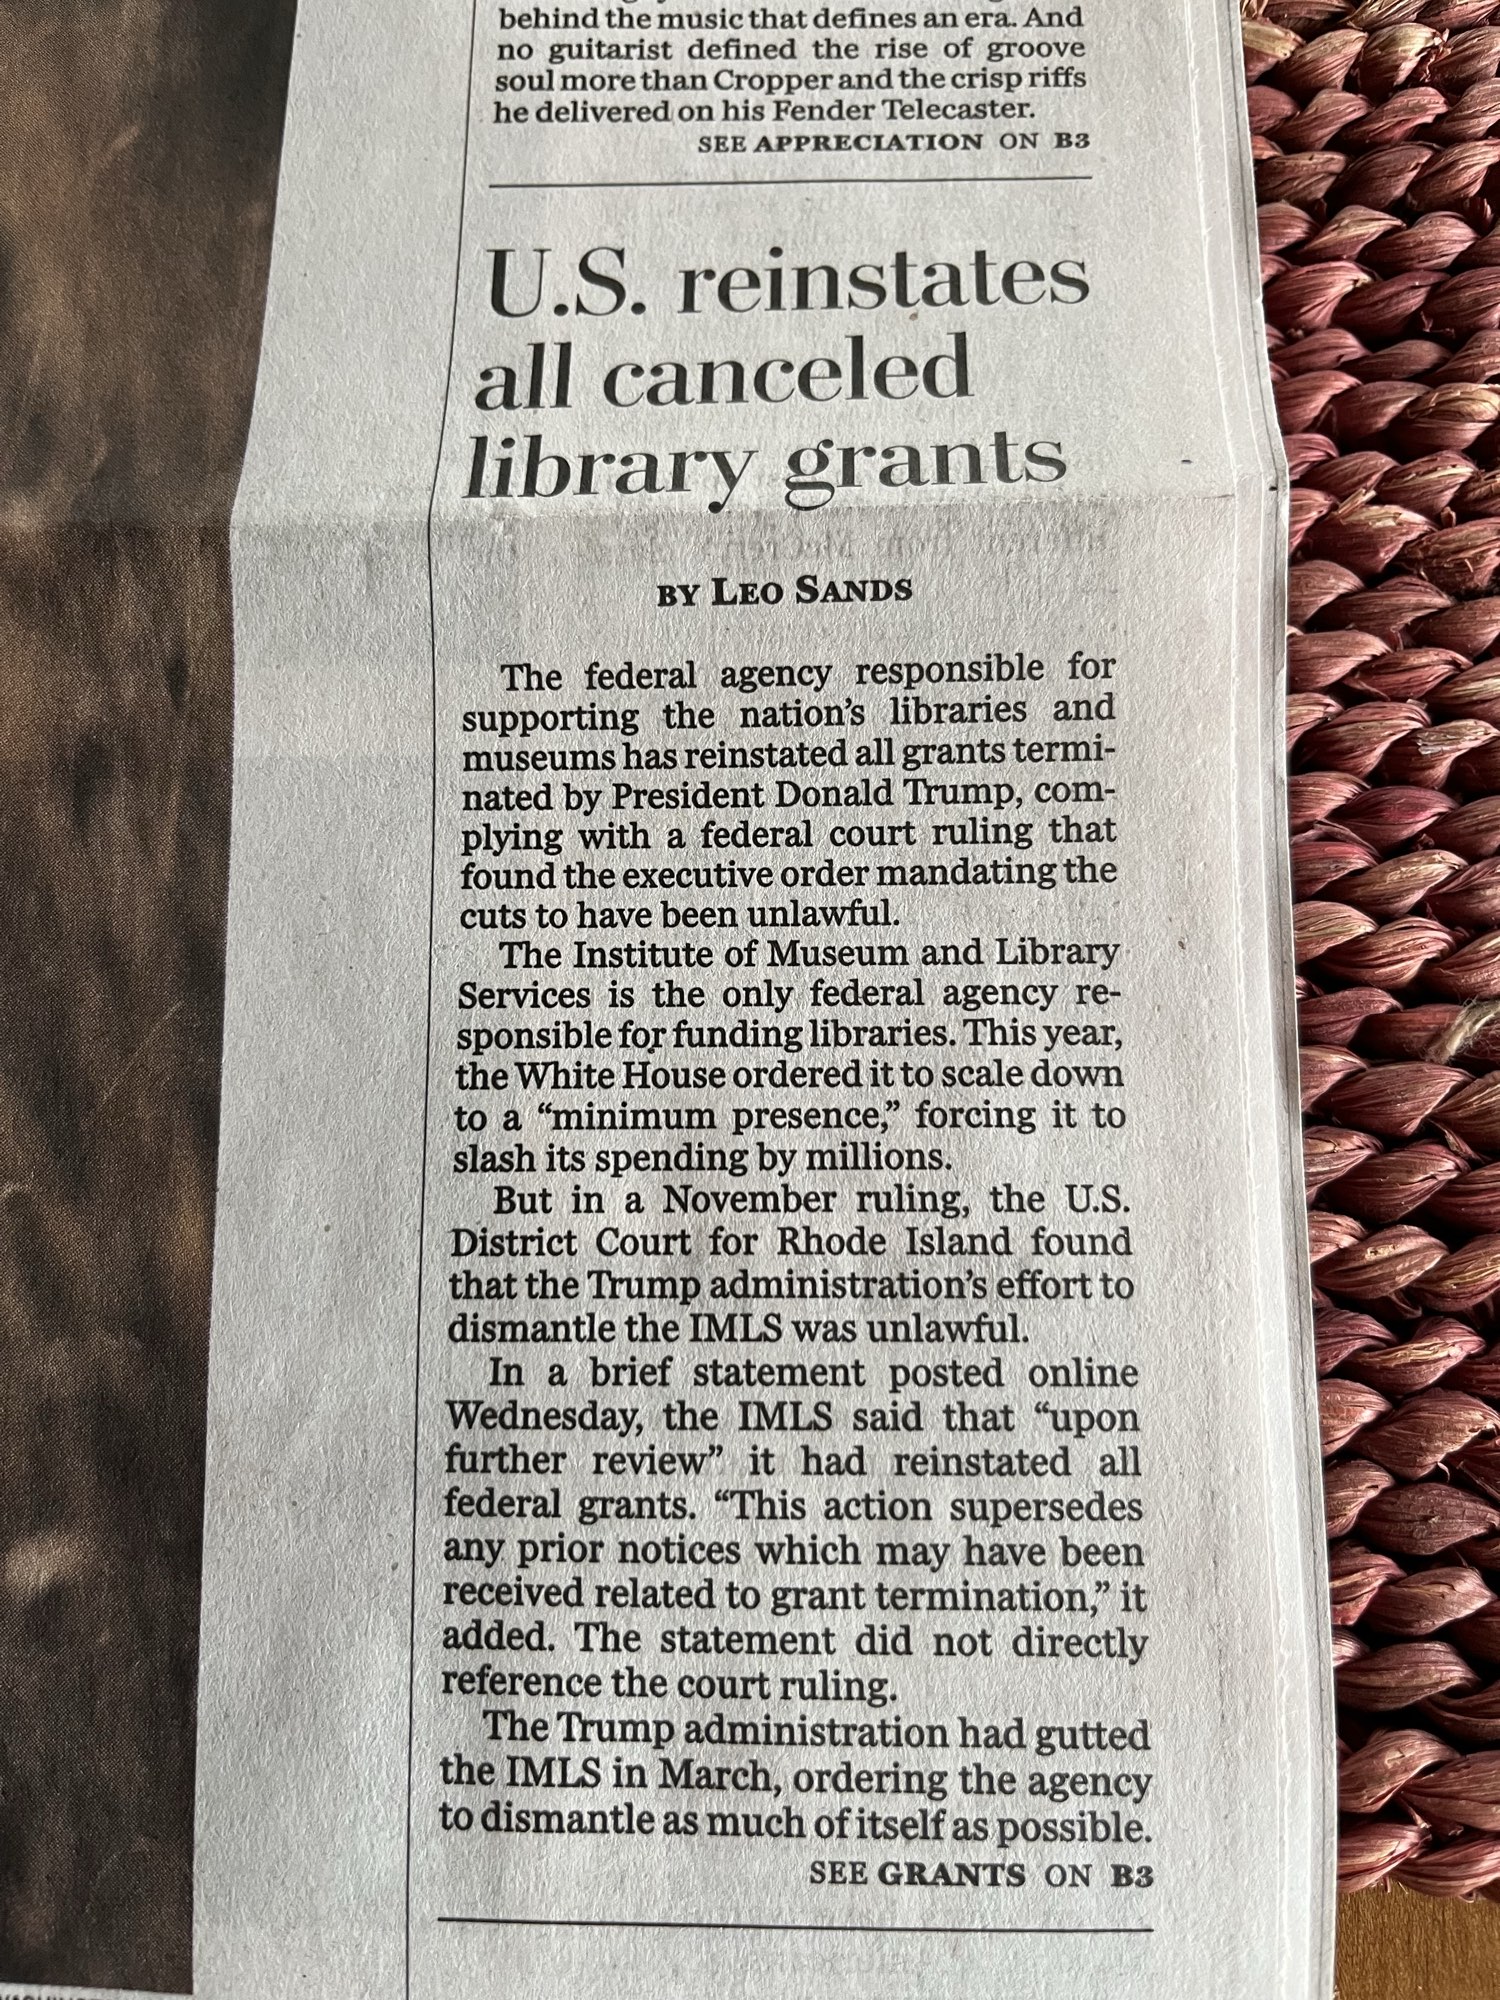 behind the music that defines an era. And
no guitarist defined the rise of groove
soul more than Cropper and the crisp riffs
he delivered on his Fender Telecaster.
SEE APPRECIATION ON B3
U.S. reinstates
all canceled
library grants
BY LEO SANDS
The federal agency responsible for
supporting the nation's libraries and
museums has reinstated all grants termi-
nated by President Donald Trump, com-
plying with a federal court ruling that
found the executive order mandating the
cuts to have been unlawful.
The Institute of Museum and Library
Services is the only federal agency re-
sponsible for funding libraries. This year,
the White House ordered it to scale down
to a “minimum presence,” forcing it to
slash its spending by millions.
But in a November ruling, the U.S.
District Court for Rhode Island found
that the Trump administration's effort to
dismantle the IMLS was unlawful.
In a brief statement posted online
Wednesday, the IMLS said that “upon
further review” it had reinstated all
federal grants. “This action supersedes
any prior notices which may have been
received related to grant termination,” it
added. The statement did not directly
reference the court ruling.
The Trump administration had gutted
the IMLS in March, ordering the agency
to dismantle as much of itself as possible.
SEE GRANTS ON B3